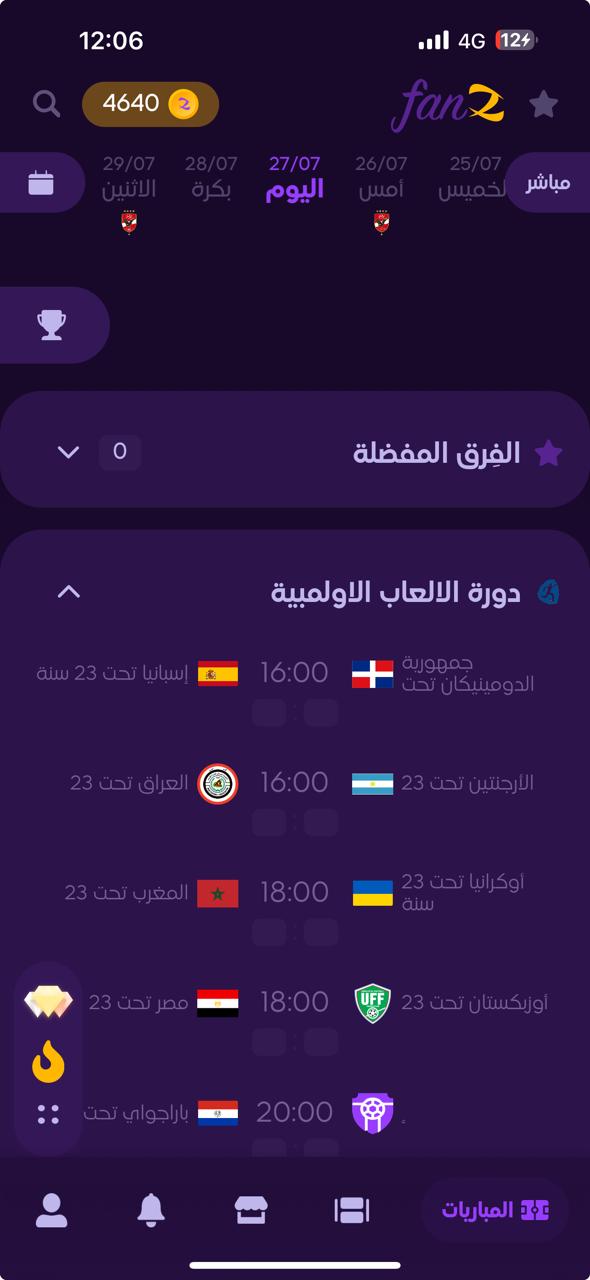 12:06
4G 12
4640
fanz
مباشر
25/07 26/07 27/07 28/07 29/07
الخميس أمس اليوم بكرة الاثنين
الفِرق المفضلة
0
دورة الالعاب الاولمبية
جمهورية
الدومينيكان تحت
16:00
إسبانيا تحت 23 سنة
الأرجنتين تحت 23
16:00
العراق تحت 23
أوكرانيا تحت 23
سنة
18:00
المغرب تحت 23
UFF
أوزبكستان تحت 23
18:00
مصر تحت 23
20:00
باراجواي تحت
المباريات